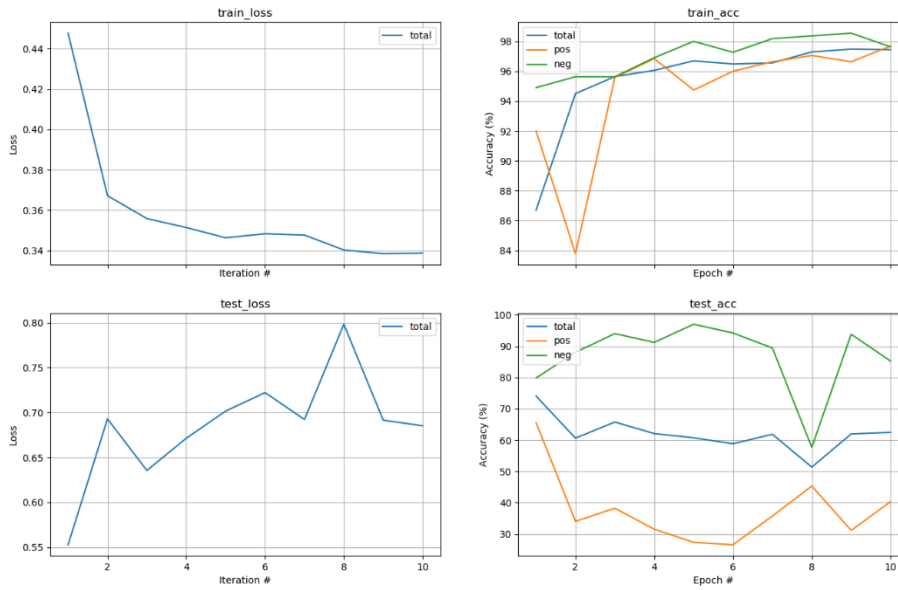 train_loss
total
0.44
0.42
0.40
0.38
0.36
0.34
Loss
Iteration #
train_acc
total
pos
neg
98
96
94
92
90
88
86
84
Accuracy (%)
Epoch #
test_loss
total
0.80
0.75
0.70
0.65
0.60
0.55
Loss
2 4 6 8 10
Iteration #
test_acc
total
pos
neg
100
90
80
70
60
50
40
30
Accuracy (%)
2 4 6 8 10
Epoch #